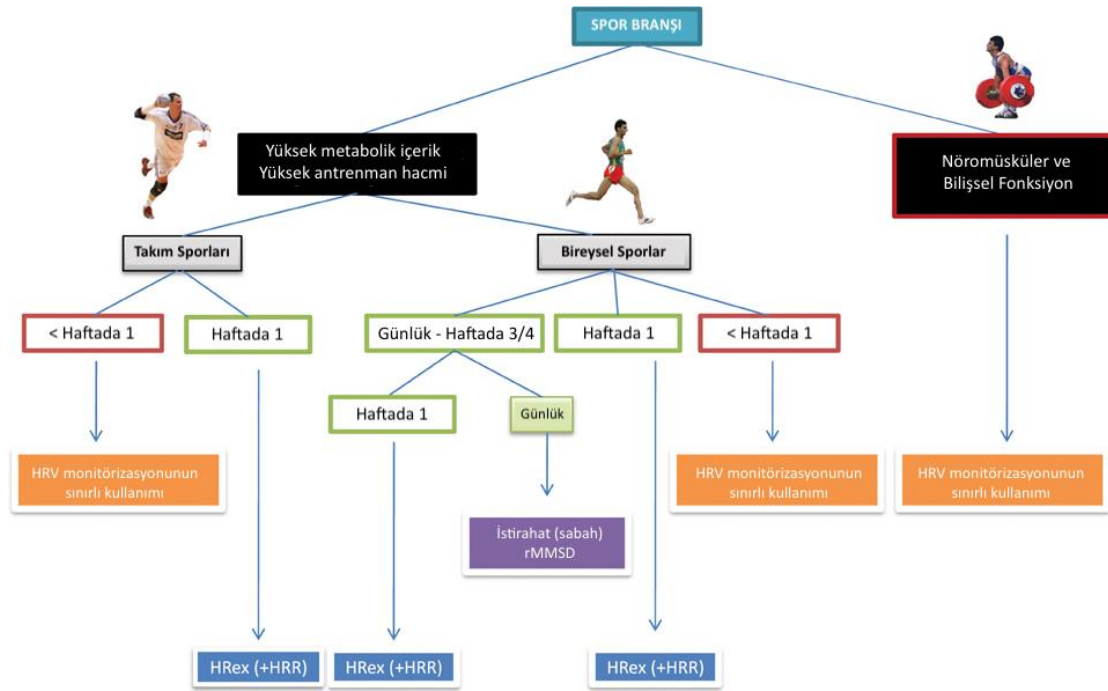 SPOR BRANŞI
Yüksek metabolik içerik
Yüksek antrenman hacmi
Nöromüsküler ve
Bilişsel Fonksiyon
Takım Sporları
Bireysel Sporlar
< Haftada 1
Haftada 1
Günlük - Haftada 3/4
Haftada 1
< Haftada 1
Haftada 1
Günlük
HRV monitörizasyonunun
sınırlı kullanımı
HRV monitörizasyonunun
sınırlı kullanımı
HRV monitörizasyonunun
sınırlı kullanımı
İstirahat (sabah)
rMMSD
HRex (+HRR)
HRex (+HRR)
HRex (+HRR)